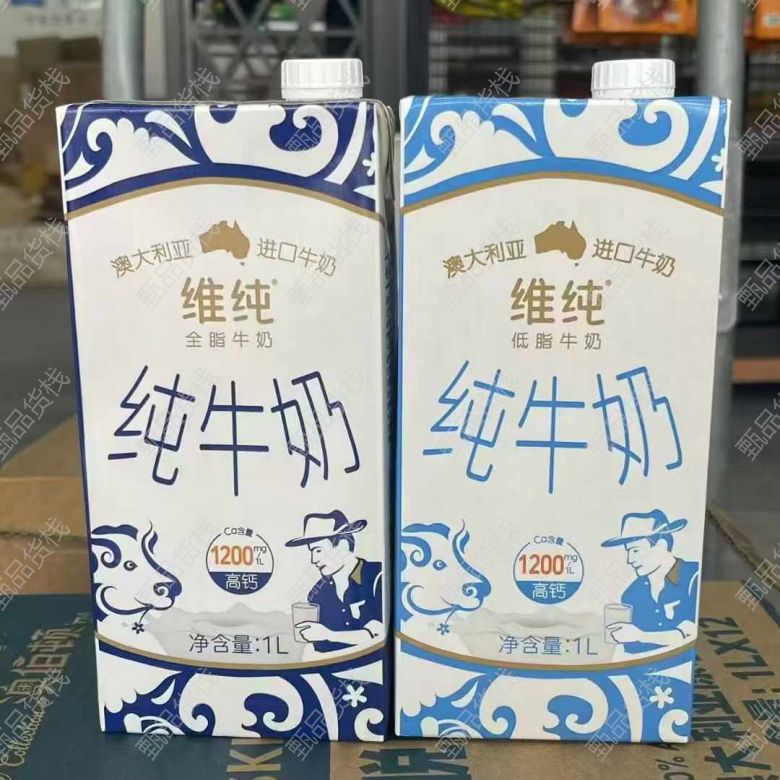 澳大利亚 进口牛奶
维纯®
全脂牛奶
纯牛奶
Ca含量
1200mg/1L
高钙
净含量:1L
澳大利亚 进口牛奶
维纯®
低脂牛奶
纯牛奶
Ca含量
1200mg/1L
高钙
净含量:1L
1LX12
甄品货栈